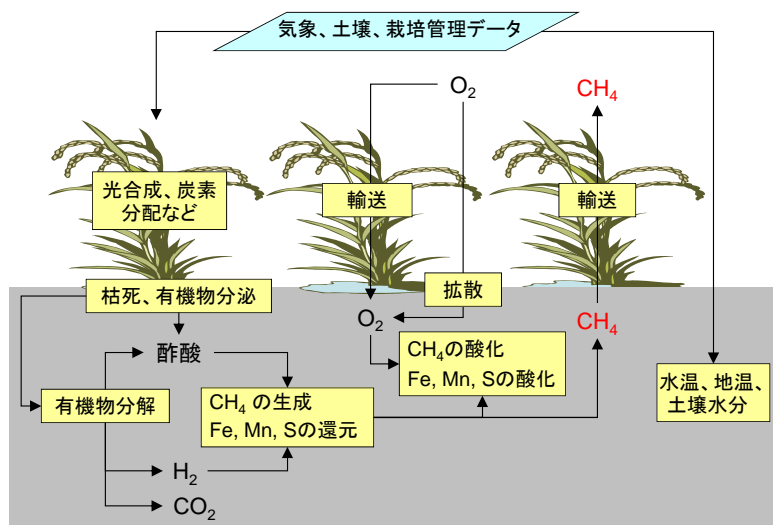 気象、土壌、栽培管理データ
O2
CH4
光合成、炭素
分配など
輸送
輸送
枯死、有機物分泌
拡散
O2
CH4
酢酸
CH4の酸化
Fe, Mn, Sの酸化
水温、地温、
土壌水分
有機物分解
CH4 の生成
Fe, Mn, Sの還元
H2
CO2